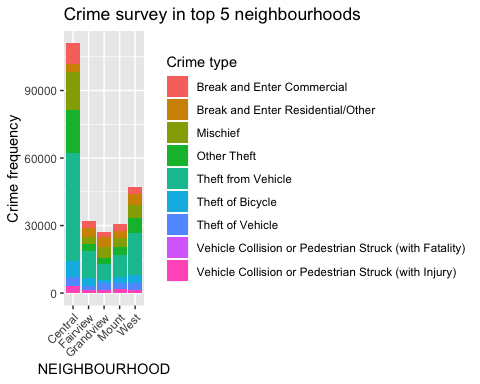 Crime survey in top 5 neighbourhoods
Crime frequency
90000
60000
30000
0
Central
Fairview
Grandview
Mount
West
NEIGHBOURHOOD
Crime type
Break and Enter Commercial
Break and Enter Residential/Other
Mischief
Other Theft
Theft from Vehicle
Theft of Bicycle
Theft of Vehicle
Vehicle Collision or Pedestrian Struck (with Fatality)
Vehicle Collision or Pedestrian Struck (with Injury)